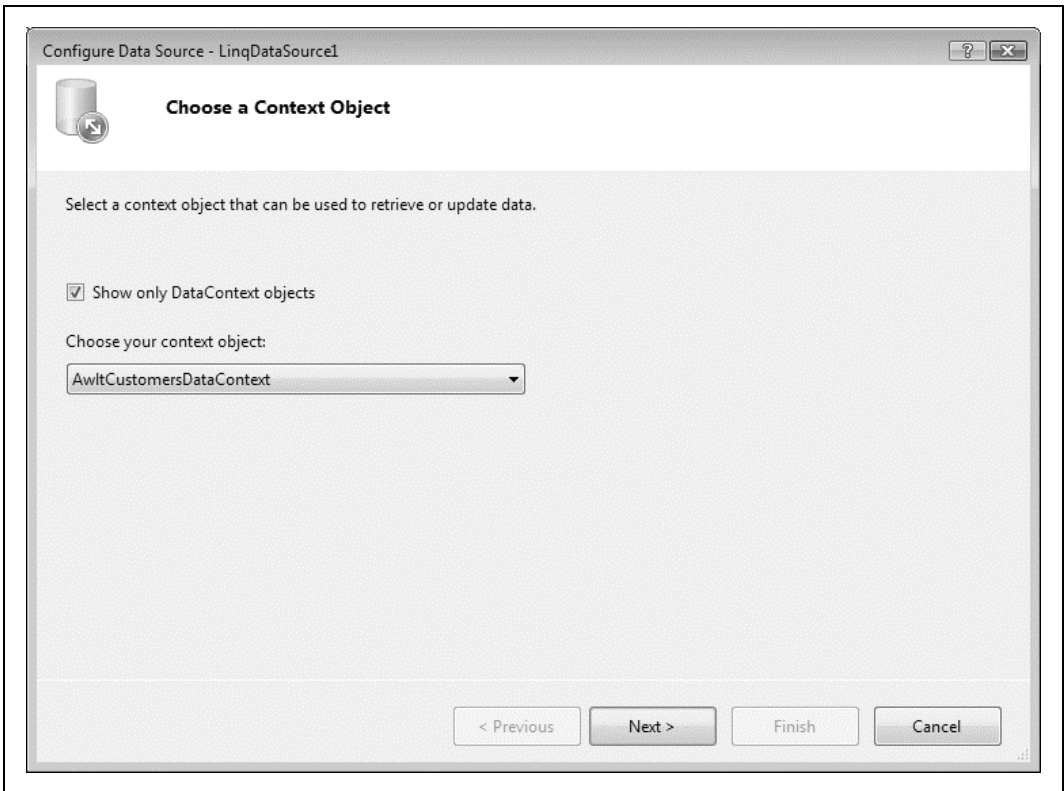 Configure Data Source - LinqDataSource1
Choose a Context Object
Select a context object that can be used to retrieve or update data.
Show only DataContext objects
Choose your context object:
AwltCustomersDataContext
< Previous
Next >
Finish
Cancel